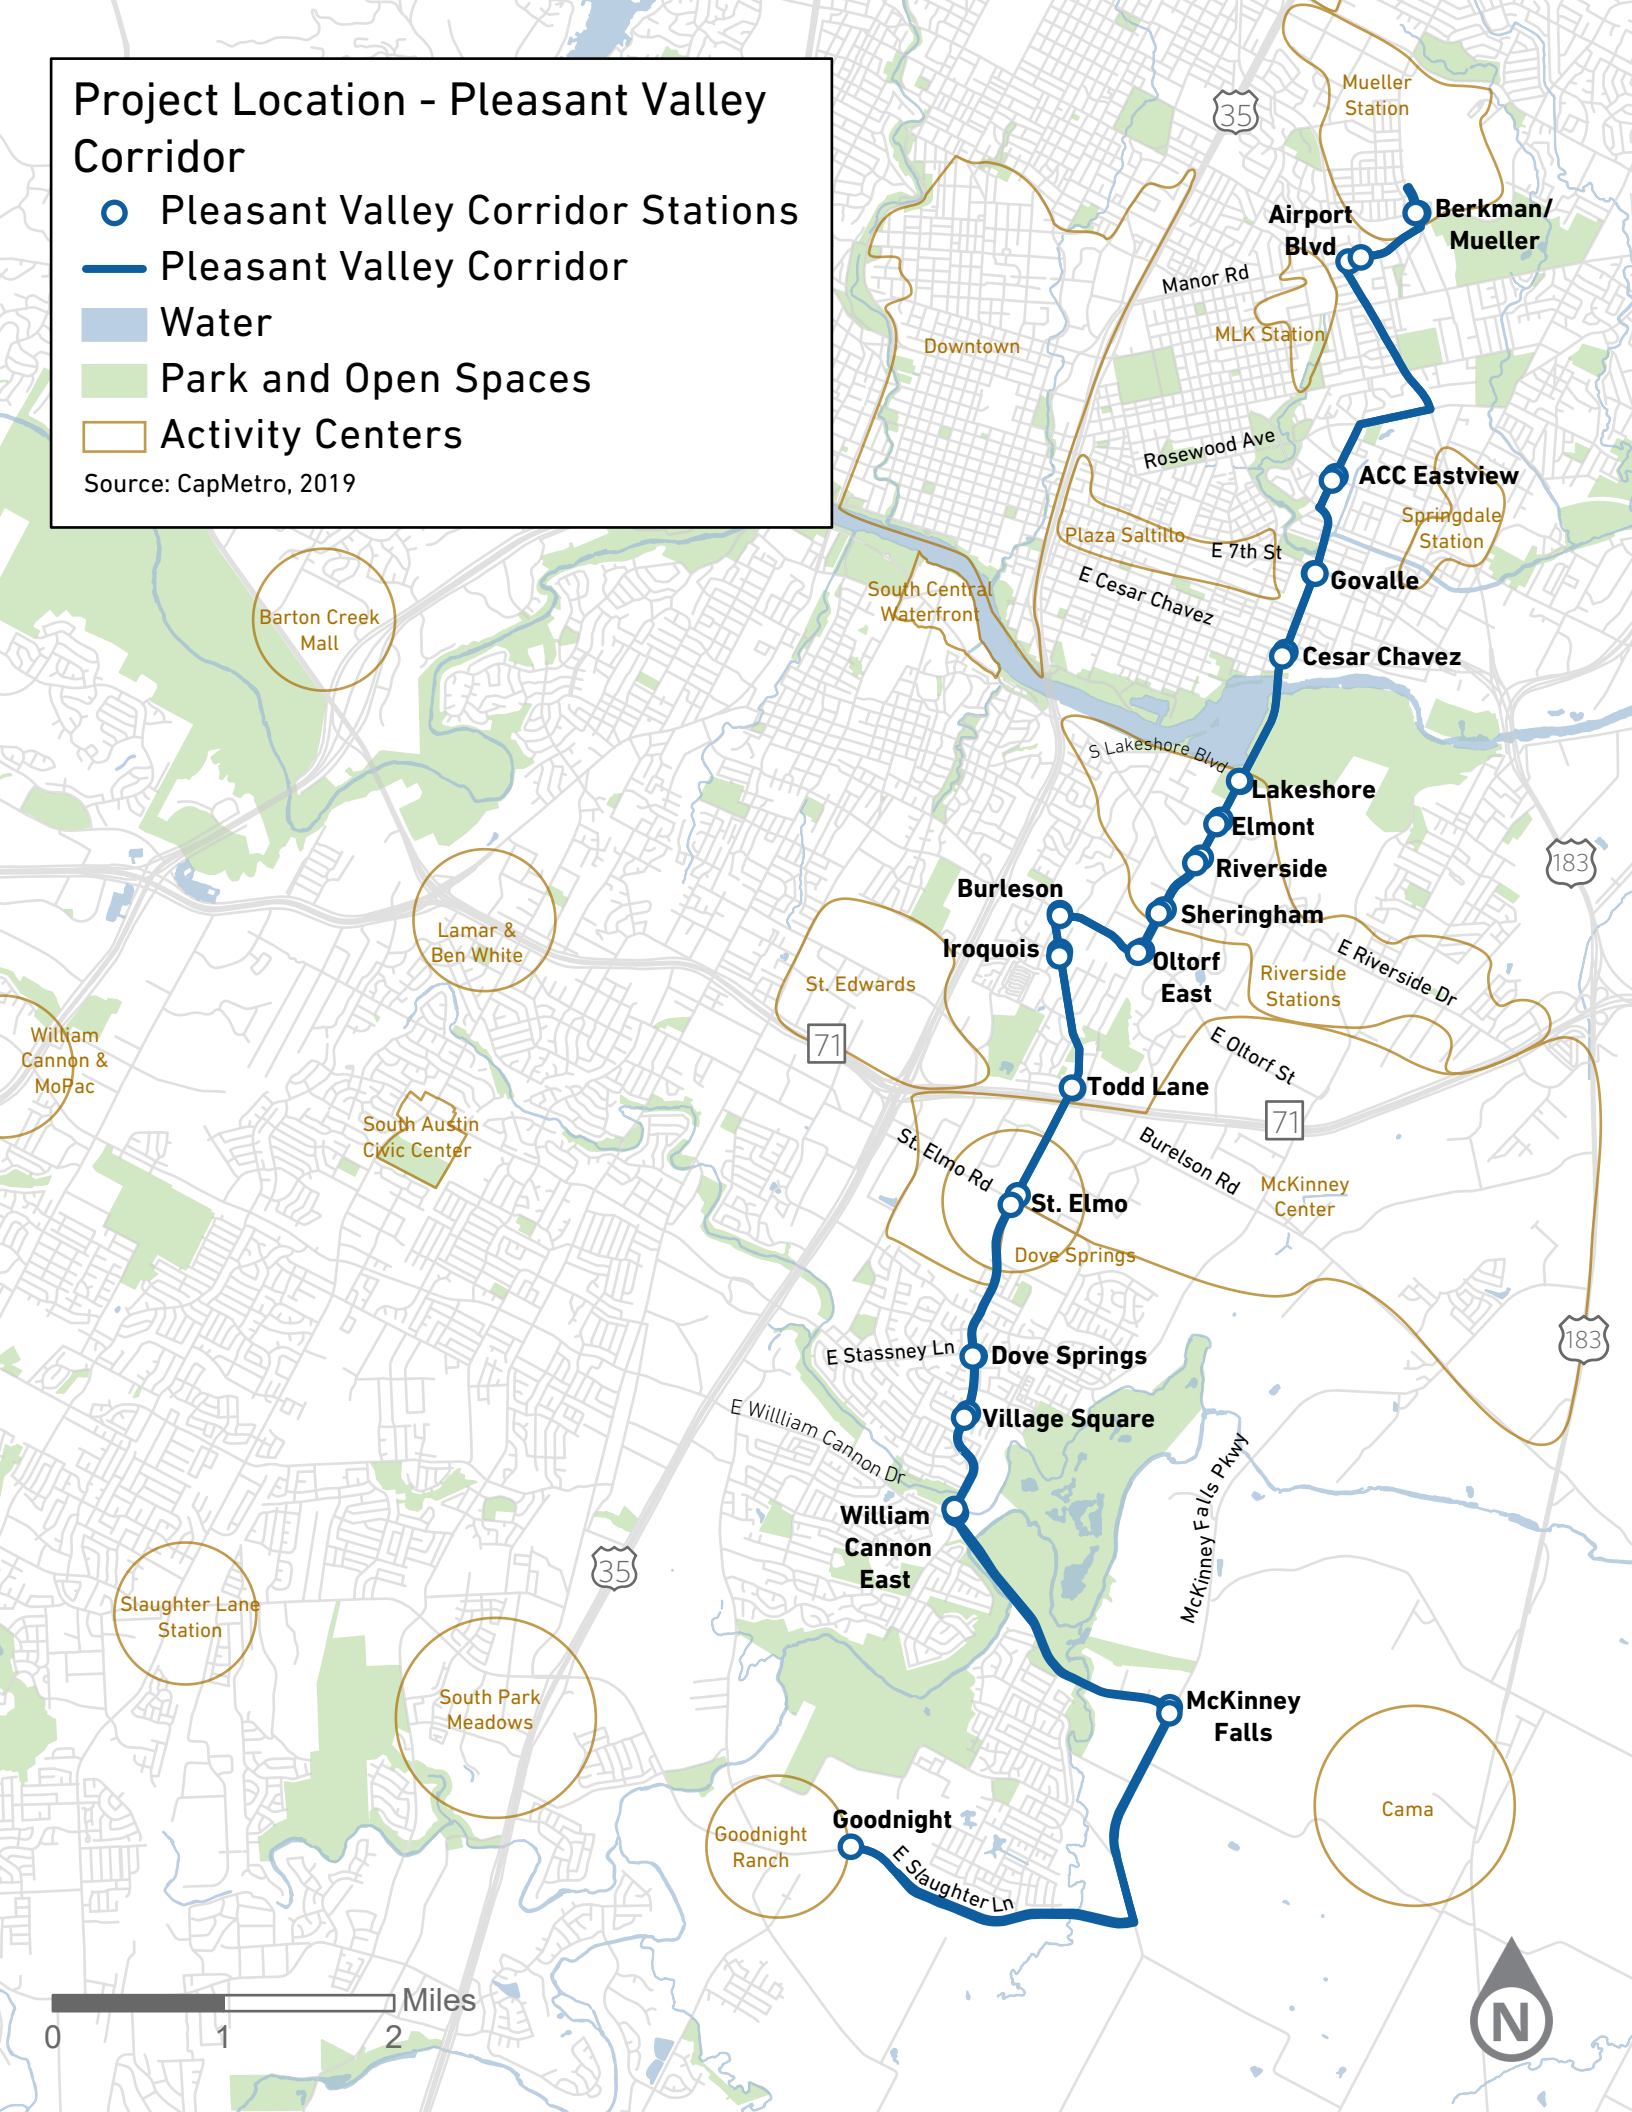 Project Location - Pleasant Valley
Corridor
Pleasant Valley Corridor Stations
Pleasant Valley Corridor
Water
Park and Open Spaces
Activity Centers
Source: CapMetro, 2019
Mueller
Station
35
Airport
Blvd
Berkman/
Mueller
Manor Rd
MLK Station
Downtown
Rosewood Ave
ACC Eastview
Springdale
Station
Plaza Saltillo
E 7th St
Govalle
E Cesar Chavez
South Central
Waterfront
Barton Creek
Mall
Cesar Chavez
S Lakeshore Blvd
Lakeshore
Elmont
Riverside
183
Burleson
Sheringham
Iroquois
Oltorf
East
Lamar &
Ben White
St. Edwards
Riverside
Stations
E Riverside Dr
William
Cannon &
MoPac
71
E Oltorf St
Todd Lane
71
South Austin
Civic Center
St. Elmo Rd
Burelson Rd
McKinney
Center
St. Elmo
Dove Springs
183
E Stassney Ln
Dove Springs
E Willliam Cannon Dr
Village Square
McKinney Falls Pkwy
William
Cannon
East
35
Slaughter Lane
Station
South Park
Meadows
McKinney
Falls
Cama
Goodnight
Goodnight
Ranch
E Slaughter Ln
Miles
0 1 2
N